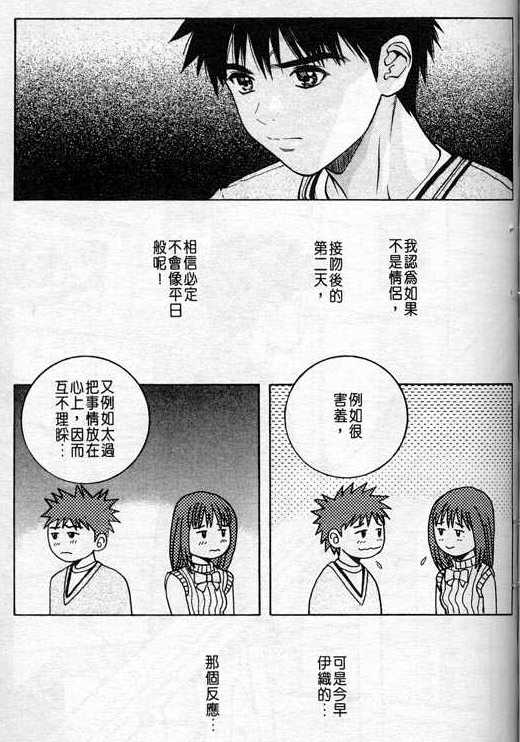 我認為如果
不是情侶，
接吻後的
第二天，
相信必定
不會像平日
般呢！
例如很
害羞，
又例如太過
把事情放在
心上，因而
互不理睬…
可是今早
伊織的…
那個反應…